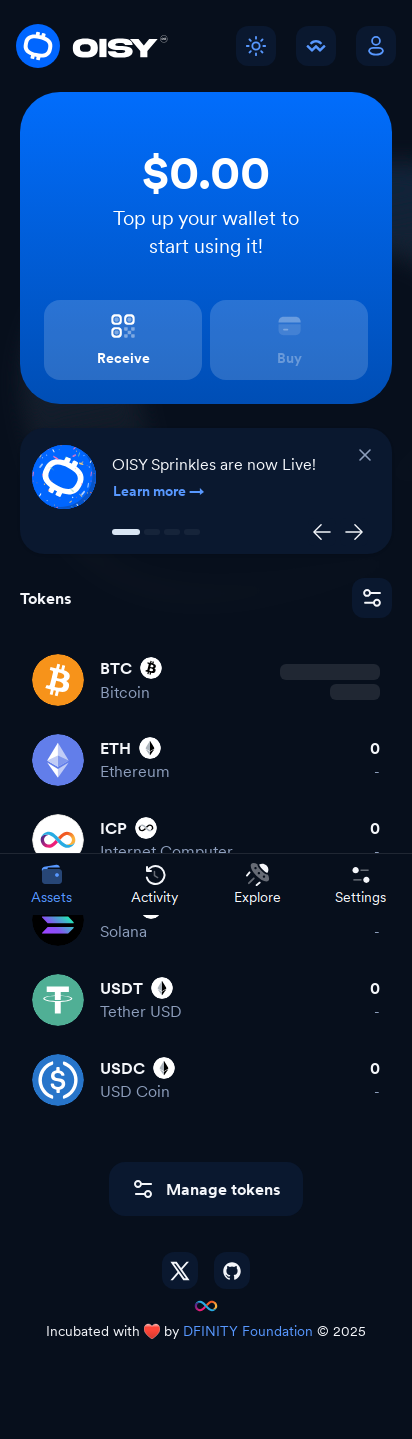 OISY
$0.00
Top up your wallet to
start using it!
Receive
Buy
OISY Sprinkles are now Live!
Learn more
Tokens
BTC
Bitcoin
ETH
0
Ethereum
-
ICP
0
Internet Computer
-
Assets
Activity
Explore
Settings
Solana
-
USDT
0
Tether USD
-
USDC
0
USD Coin
-
Manage tokens
Incubated with ❤️ by DFINITY Foundation © 2025